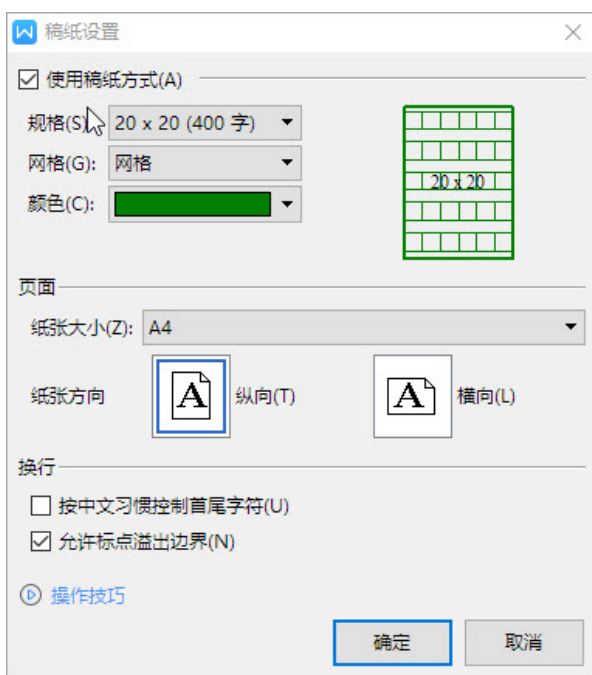 稿纸设置
使用稿纸方式(A)
规格(S)
20 x 20 (400 字)
网格(G): 网格
颜色(C):
20 x 20
页面
纸张大小(Z): A4
纸张方向
A 纵向(T)
A 横向(L)
换行
按中文习惯控制首尾字符(U)
允许标点溢出边界(N)
操作技巧
确定
取消